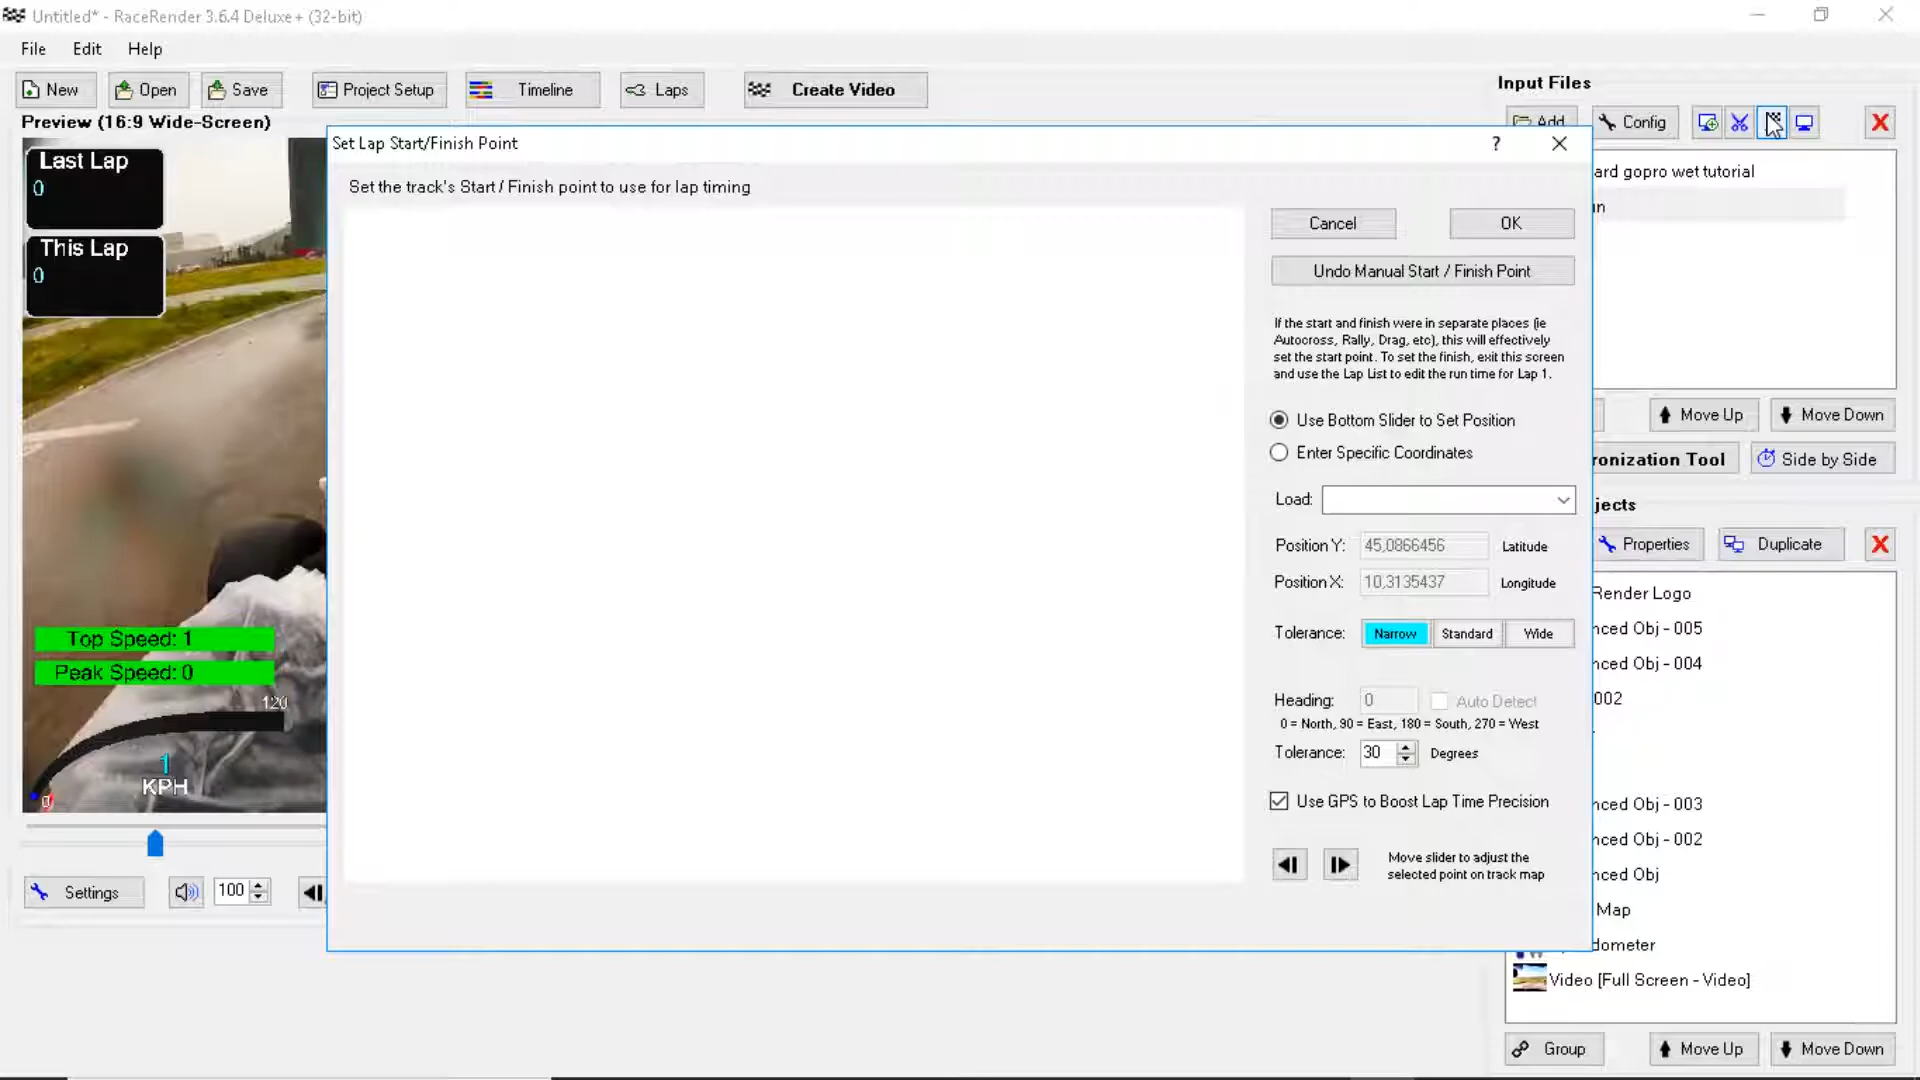 Untitled* - RaceRender 3.6.4 Deluxe+ (32-bit)
File Edit Help
New Open Save Project Setup Timeline Laps Create Video
Input Files
Add Config
Preview (16:9 Wide-Screen)
Last Lap
0
This Lap
0
Top Speed: 1
Peak Speed: 0
120
1
KPH
0
Settings 100
Set Lap Start/Finish Point
Set the track's Start / Finish point to use for lap timing
Cancel OK
Undo Manual Start / Finish Point
If the start and finish were in separate places (ie
Autocross, Rally, Drag, etc), this will effectively
set the start point. To set the finish, exit this screen
and use the Lap List to edit the run time for Lap 1.
Use Bottom Slider to Set Position
Enter Specific Coordinates
Load:
Position Y: 45,0866456 Latitude
Position X: 10,3135437 Longitude
Tolerance: Narrow Standard Wide
Heading: 0 Auto Detect
0 = North, 90 = East, 180 = South, 270 = West
Tolerance: 30 Degrees
Use GPS to Boost Lap Time Precision
Move slider to adjust the
selected point on track map
ard gopro wet tutorial
Move Up Move Down
ronization Tool Side by Side
jects
Properties Duplicate
Render Logo
nced Obj - 005
nced Obj - 004
002
nced Obj - 003
nced Obj - 002
nced Obj
Map
dometer
Video [Full Screen - Video]
Group Move Up Move Down